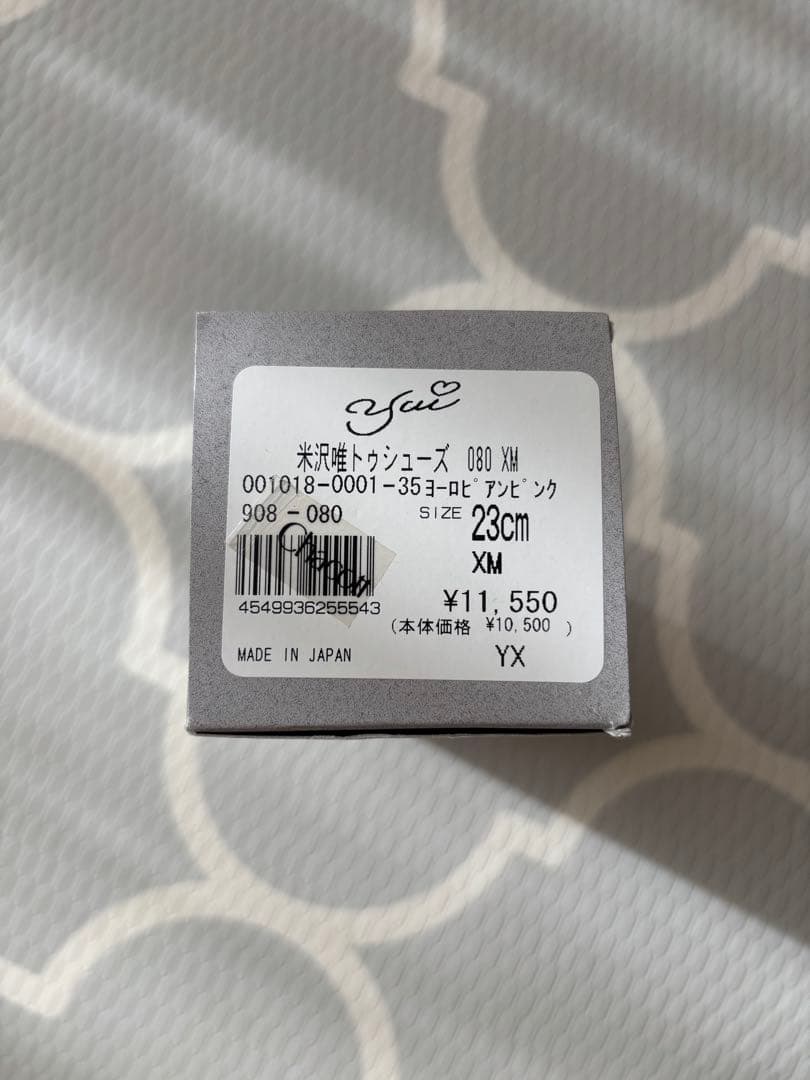 Yui
米沢唯トゥシューズ 080 XM
001018-0001-35ﾖｰﾛﾋﾟｱﾝﾋﾟﾝｸ
908-080 SIZE 23cm
XM
Chacott
4549936255543
¥11,550
(本体価格 ¥10,500 )
MADE IN JAPAN YX